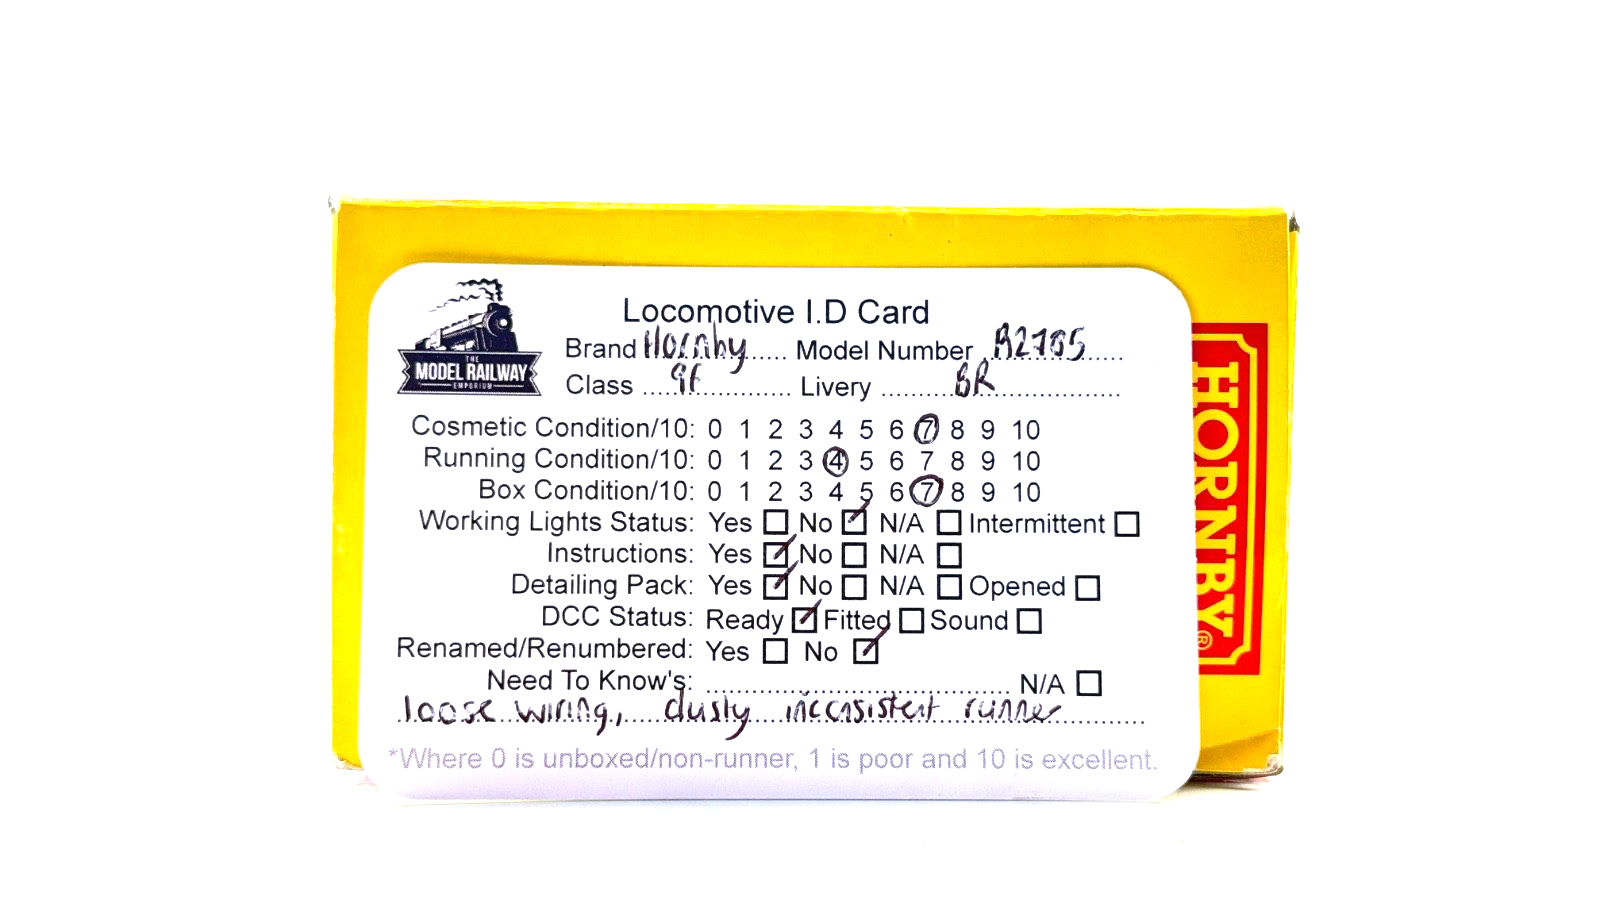 THE
MODEL RAILWAY
EMPORIUM
Locomotive I.D Card
Brand Hornby ...... Model Number ..R2785......
Class ....9f.............. Livery ..........BR................
Cosmetic Condition/10: 0 1 2 3 4 5 6 7 8 9 10
Running Condition/10: 0 1 2 3 4 5 6 7 8 9 10
Box Condition/10: 0 1 2 3 4 5 6 7 8 9 10
Working Lights Status: Yes ☐ No ☑ N/A ☐ Intermittent ☐
Instructions: Yes ☑ No ☐ N/A ☐
Detailing Pack: Yes ☑ No ☐ N/A ☐ Opened ☐
DCC Status: Ready ☑ Fitted ☐ Sound ☐
Renamed/Renumbered: Yes ☐ No ☑
Need To Know's: ........................................ N/A ☐
loose wiring, dusty inconsistent runner
*Where 0 is unboxed/non-runner, 1 is poor and 10 is excellent.
HORNBY®